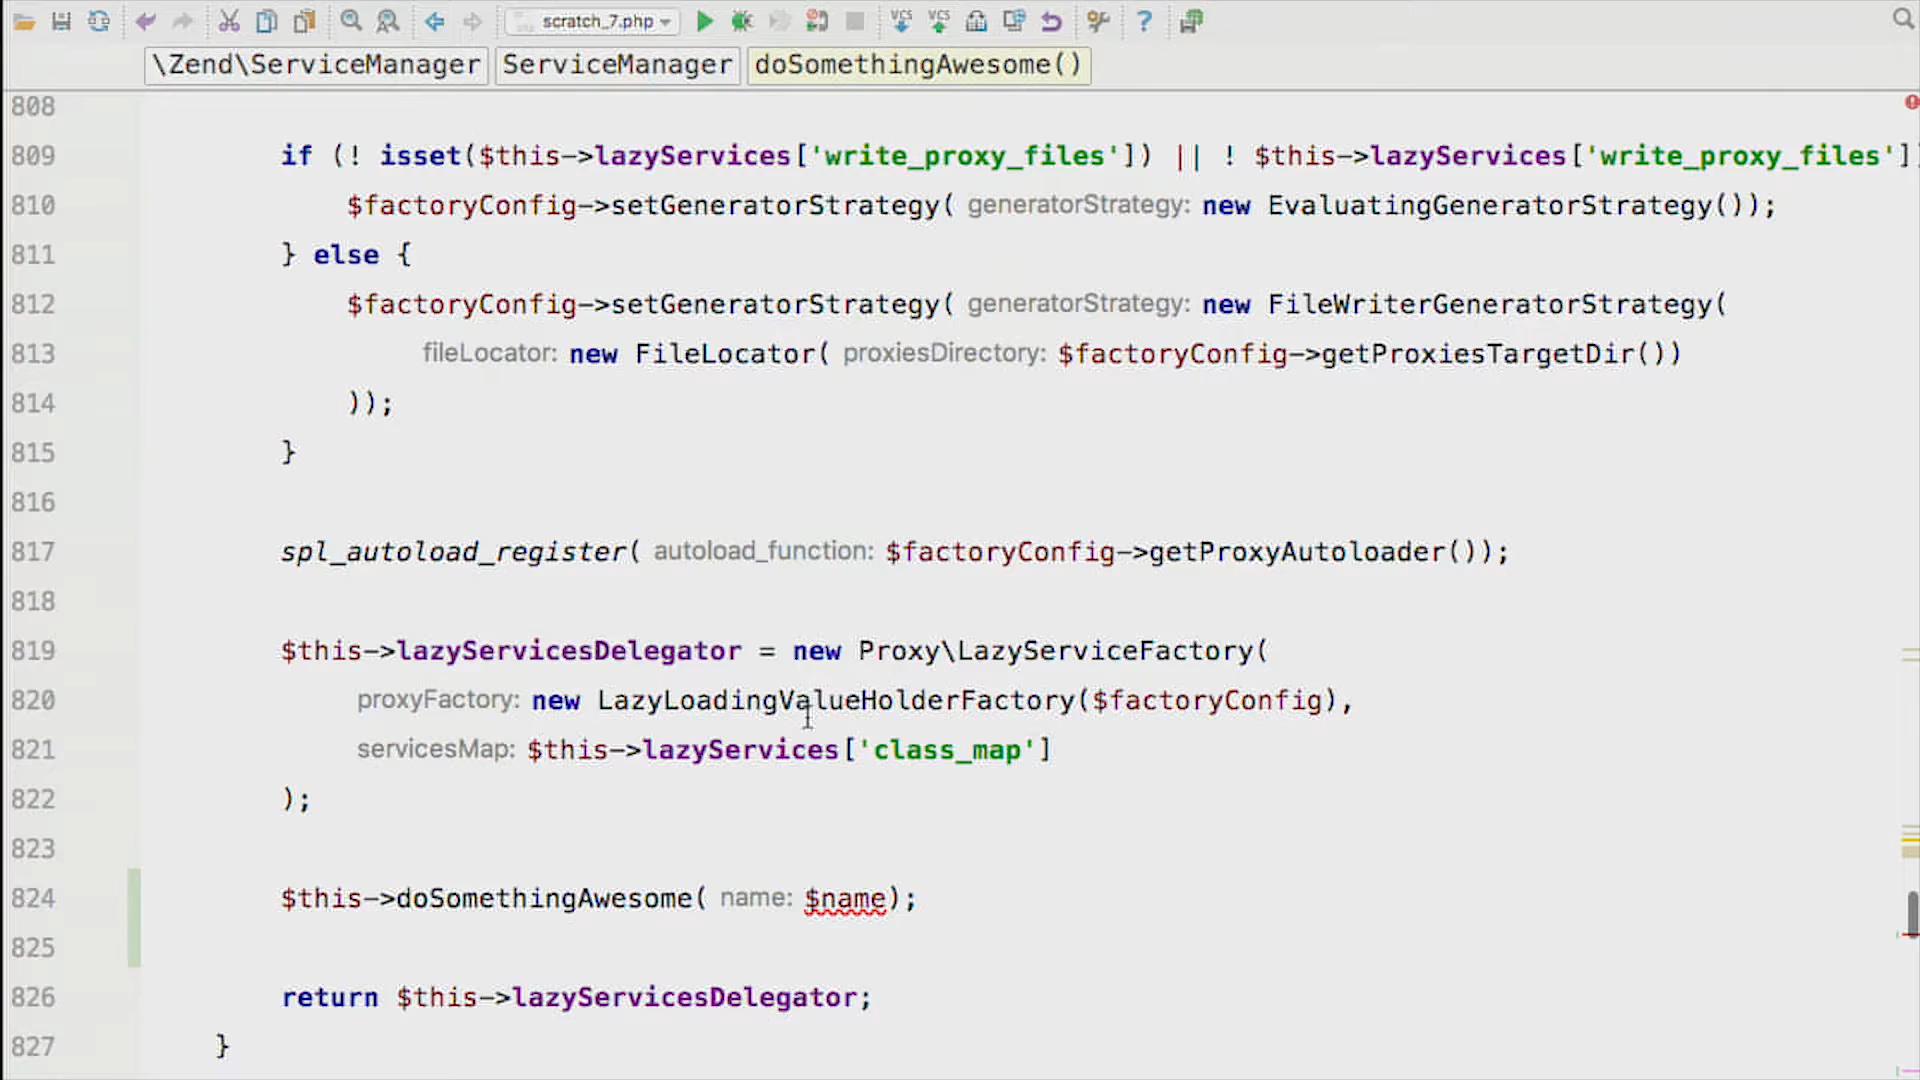 scratch_7.php
VCS VCS
\Zend\ServiceManager ServiceManager doSomethingAwesome()
808
809 if (! isset($this->lazyServices['write_proxy_files']) || ! $this->lazyServices['write_proxy_files']
810 $factoryConfig->setGeneratorStrategy( generatorStrategy: new EvaluatingGeneratorStrategy());
811 } else {
812 $factoryConfig->setGeneratorStrategy( generatorStrategy: new FileWriterGeneratorStrategy(
813 fileLocator: new FileLocator( proxiesDirectory: $factoryConfig->getProxiesTargetDir())
814 ));
815 }
816
817 spl_autoload_register( autoload_function: $factoryConfig->getProxyAutoloader());
818
819 $this->lazyServicesDelegator = new Proxy\LazyServiceFactory(
820 proxyFactory: new LazyLoadingValueHolderFactory($factoryConfig),
821 servicesMap: $this->lazyServices['class_map']
822 );
823
824 $this->doSomethingAwesome( name: $name);
825
826 return $this->lazyServicesDelegator;
827 }